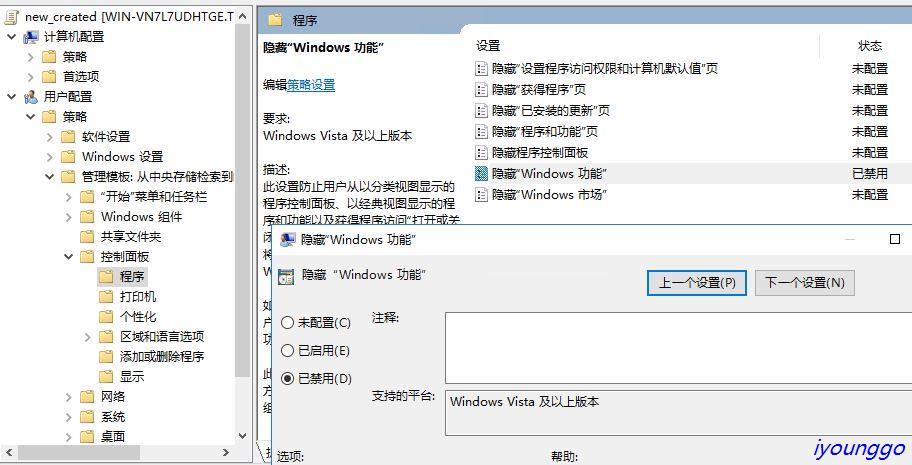 new_created [WIN-VN7L7UDHTGE.T
计算机配置
策略
首选项
用户配置
策略
软件设置
Windows 设置
管理模板: 从中央存储检索到
"开始"菜单和任务栏
Windows 组件
共享文件夹
控制面板
程序
打印机
个性化
区域和语言选项
添加或删除程序
显示
网络
系统
桌面
程序
隐藏"Windows 功能"
编辑策略设置
要求:
Windows Vista 及以上版本
描述:
此设置防止用户从以分类视图显示的
程序控制面板、以经典视图显示的程
序和功能以及获得程序访问"打开或关
设置 状态
隐藏"设置程序访问权限和计算机默认值"页 未配置
隐藏"获得程序"页 未配置
隐藏"已安装的更新"页 未配置
隐藏"程序和功能"页 未配置
隐藏程序控制面板 未配置
隐藏"Windows 功能" 已禁用
隐藏"Windows 市场" 未配置
隐藏"Windows 功能"
隐藏 "Windows 功能"
上一个设置(P) 下一个设置(N)
未配置(C) 注释:
已启用(E)
已禁用(D)
支持的平台: Windows Vista 及以上版本
选项: 帮助:
iyounggo